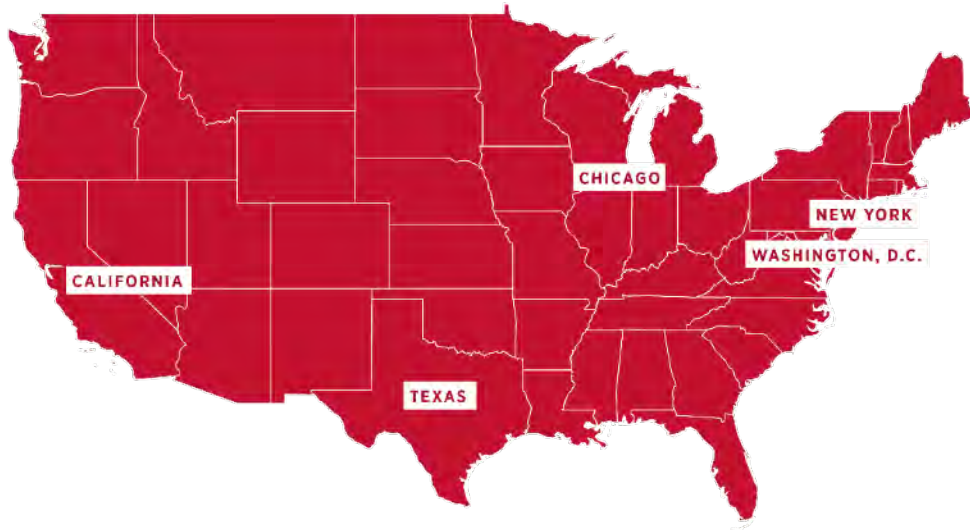 CHICAGO
NEW YORK
WASHINGTON, D.C.
CALIFORNIA
TEXAS